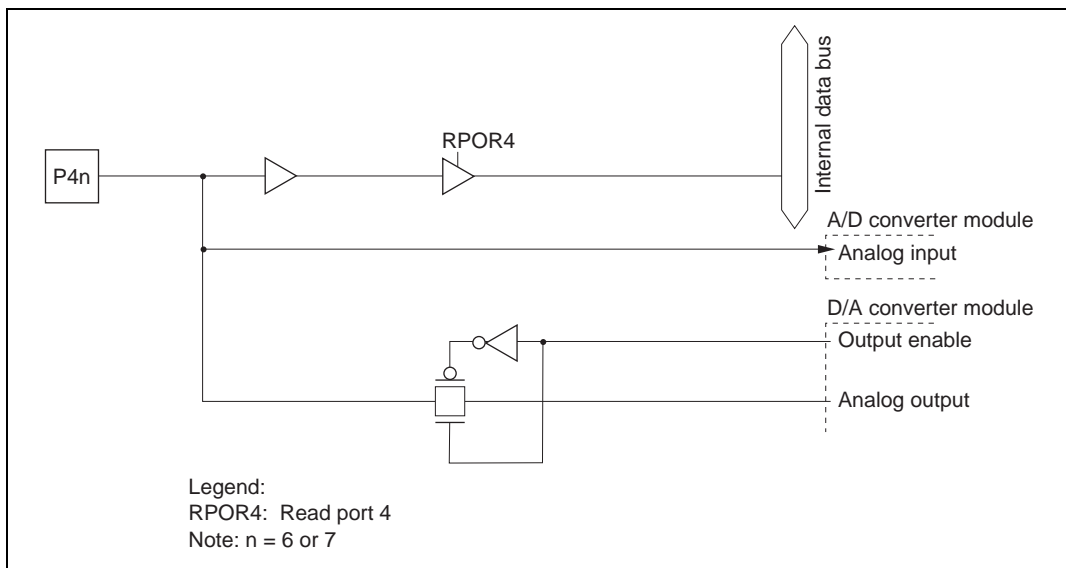 Internal data bus
RPOR4
P4n
A/D converter module
Analog input
D/A converter module
Output enable
Analog output
Legend:
RPOR4: Read port 4
Note: n = 6 or 7